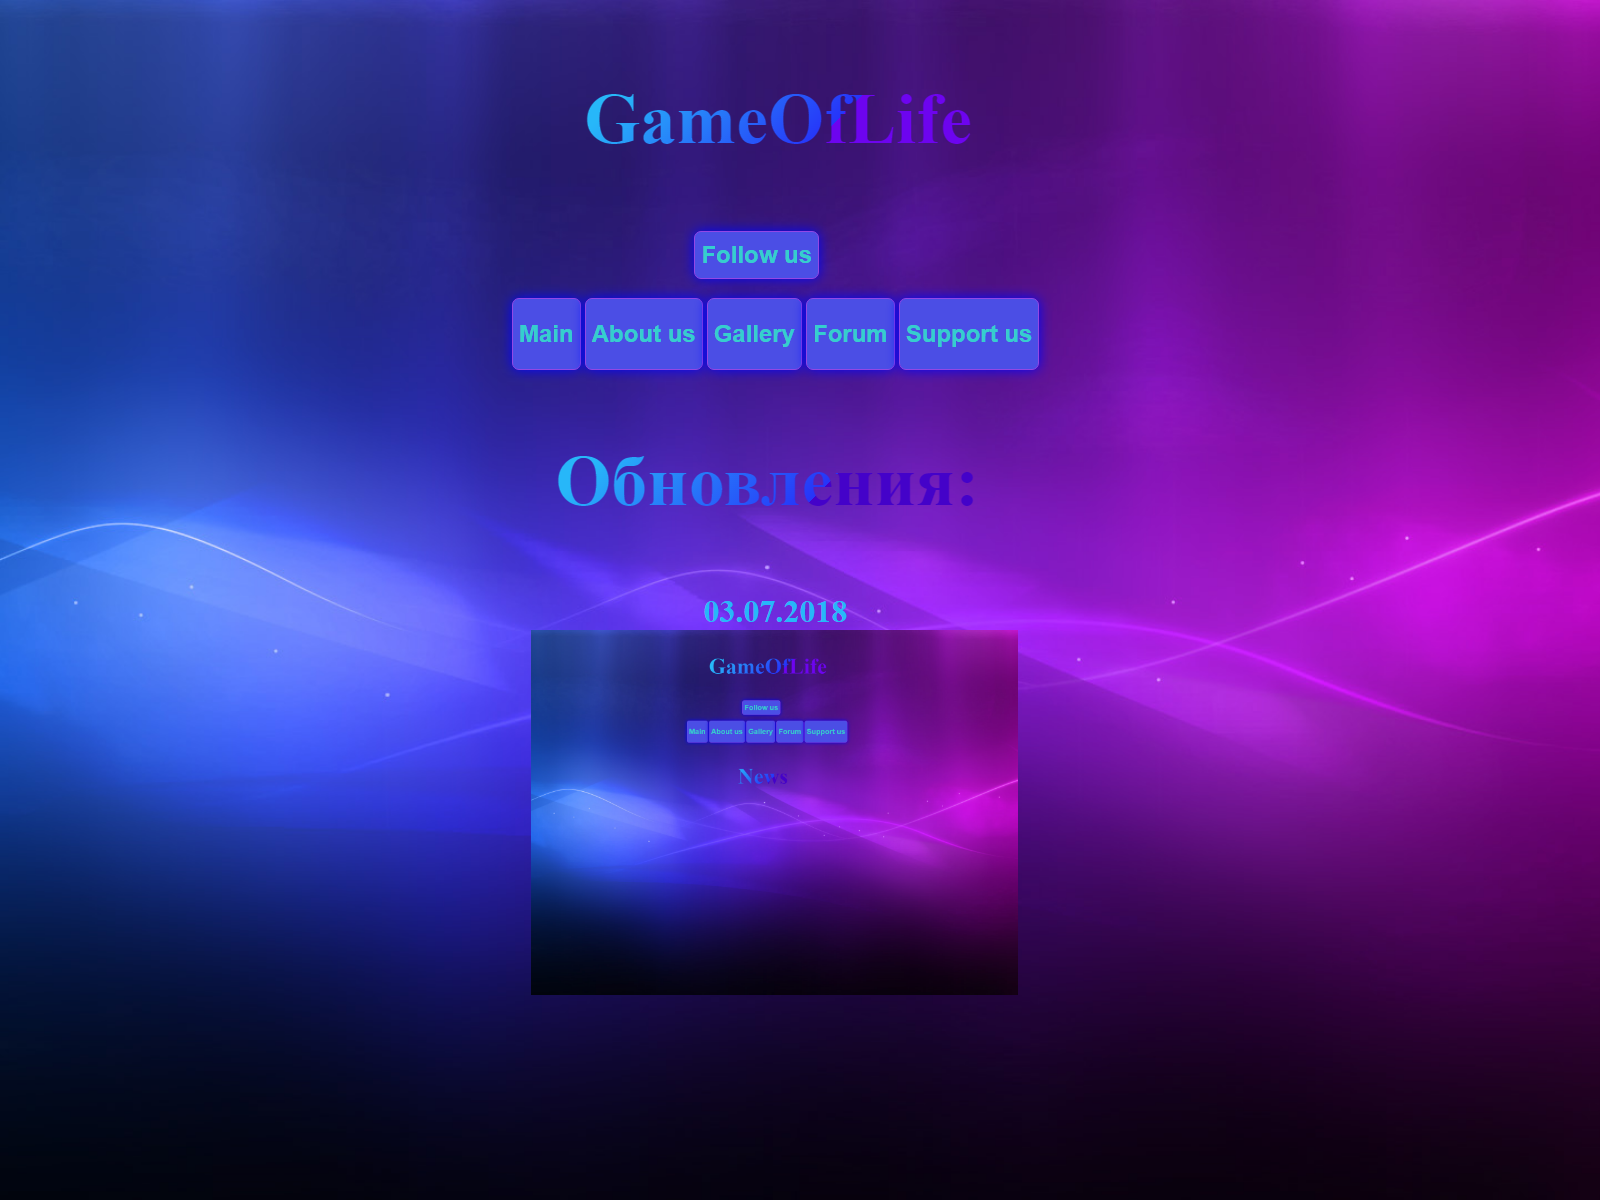 GameOfLife
Follow us
Main About us Gallery Forum Support us
Обновления:
03.07.2018
GameOfLife
Follow us
Main About us Gallery Forum Support us
News